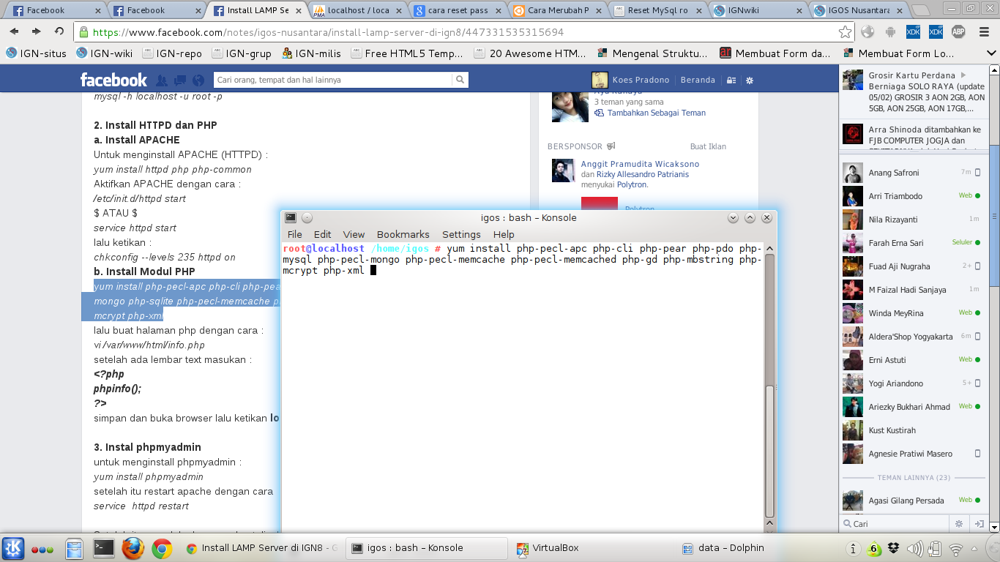 Facebook
Facebook
Install LAMP Se
localhost / loca
cara reset pass
Cara Merubah P
Reset MySql ro
IGNwiki
IGOS Nusantara
https://www.facebook.com/notes/igos-nusantara/install-lamp-server-di-ign8/447331535315694
IGN-situs
IGN-wiki
IGN-repo
IGN-grup
IGN-milis
Free HTML5 Temp...
20 Awesome HTM...
Mengenal Struktu...
Membuat Form da...
Membuat Form Lo...
facebook
Cari orang, tempat dan hal lainnya
Koes Pradono
Beranda
mysql -h localhost -u root -p
2. Install HTTPD dan PHP
a. Install APACHE
Untuk menginstall APACHE (HTTPD) :
yum install httpd php php-common
Aktifkan APACHE dengan cara :
/etc/init.d/httpd start
$ ATAU $
service httpd start
lalu ketikan :
chkconfig --levels 235 httpd on
b. Install Modul PHP
yum install php-pecl-apc php-cli php-pea
mongo php-sqlite php-pecl-memcache p
mcrypt php-xml
lalu buat halaman php dengan cara :
vi /var/www/html/info.php
setelah ada lembar text masukan :
<?php
phpinfo();
?>
simpan dan buka browser lalu ketikan lo
3. Instal phpmyadmin
untuk menginstall phpmyadmin :
yum install phpmyadmin
setelah itu restart apache dengan cara
service httpd restart
3 teman yang sama
Tambahkan Sebagai Teman
BERSPONSOR
Buat Iklan
Anggit Pramudita Wicaksono
dan Rizky Allesandro Patrianis
menyukai Polytron.
Polytron
igos : bash – Konsole
File Edit View Bookmarks Settings Help
root@localhost /home/igos # yum install php-pecl-apc php-cli php-pear php-pdo php-
mysql php-pecl-mongo php-pecl-memcache php-pecl-memcached php-gd php-mbstring php-
mcrypt php-xml
Grosir Kartu Perdana
Berniaga SOLO RAYA (update
05/02) GROSIR 3 AON 2GB, AON
5GB, AON 25GB, AON 17GB,...
Arra Shinoda ditambahkan ke
FJB COMPUTER JOGJA dan
Anang Safroni 7m
Arri Triambodo Web
Nila Rizayanti 1m
Farah Erna Sari Seluler
Fuad Aji Nugraha 2+
M Faizal Hadi Sanjaya 1m
Winda MeyRina Web
Aldera'Shop Yogyakarta 6m
Erni Astuti Web
Yogi Ariandono 5+
Ariezky Bukhari Ahmad Web
Kust Kustirah
Agnesie Pratiwi Masero
TEMAN LAINNYA (23)
Agasi Gilang Persada Web
Cari
Install LAMP Server di IGN8 - G
igos : bash – Konsole
VirtualBox
data – Dolphin
6